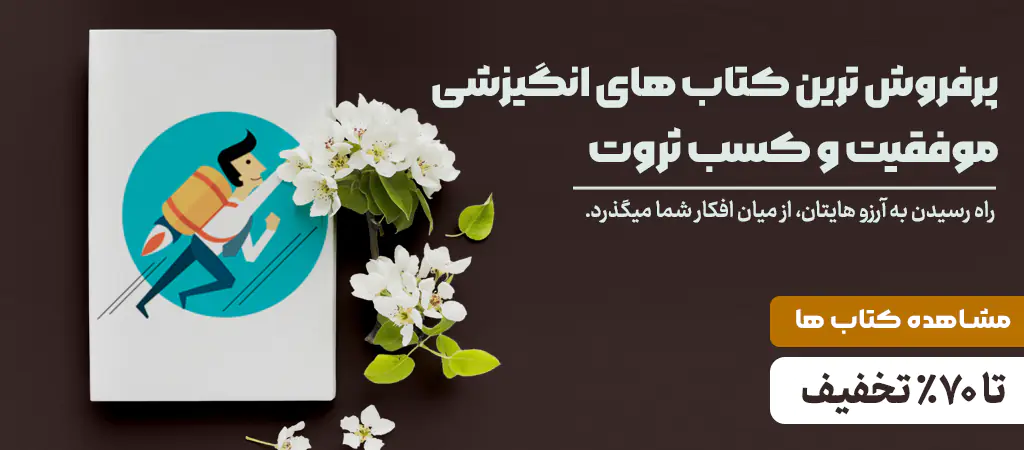 پرفروش ترین کتاب های انگیزشی
موفقیت و کسب ثروت
راه رسیدن به آرزو هایتان، از میان افکار شما میگذرد.
مشاهده کتاب ها
تا ۷۰٪ تخفیف